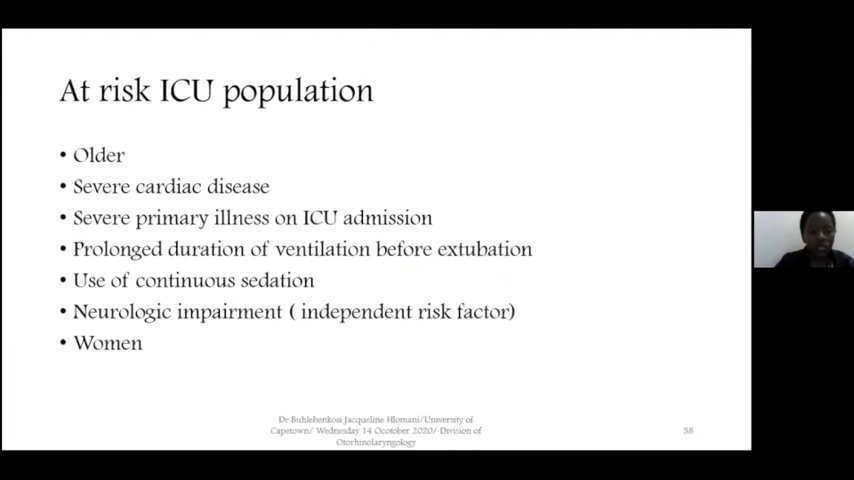 At risk ICU population
• Older
• Severe cardiac disease
• Severe primary illness on ICU admission
• Prolonged duration of ventilation before extubation
• Use of continuous sedation
• Neurologic impairment ( independent risk factor)
• Women
Dr Buhlebenkosi Jacqueline Hlomani/University of
Capetown/ Wednesday 14 Ocotober 2020/ Division of
Otorhinolaryngology
38